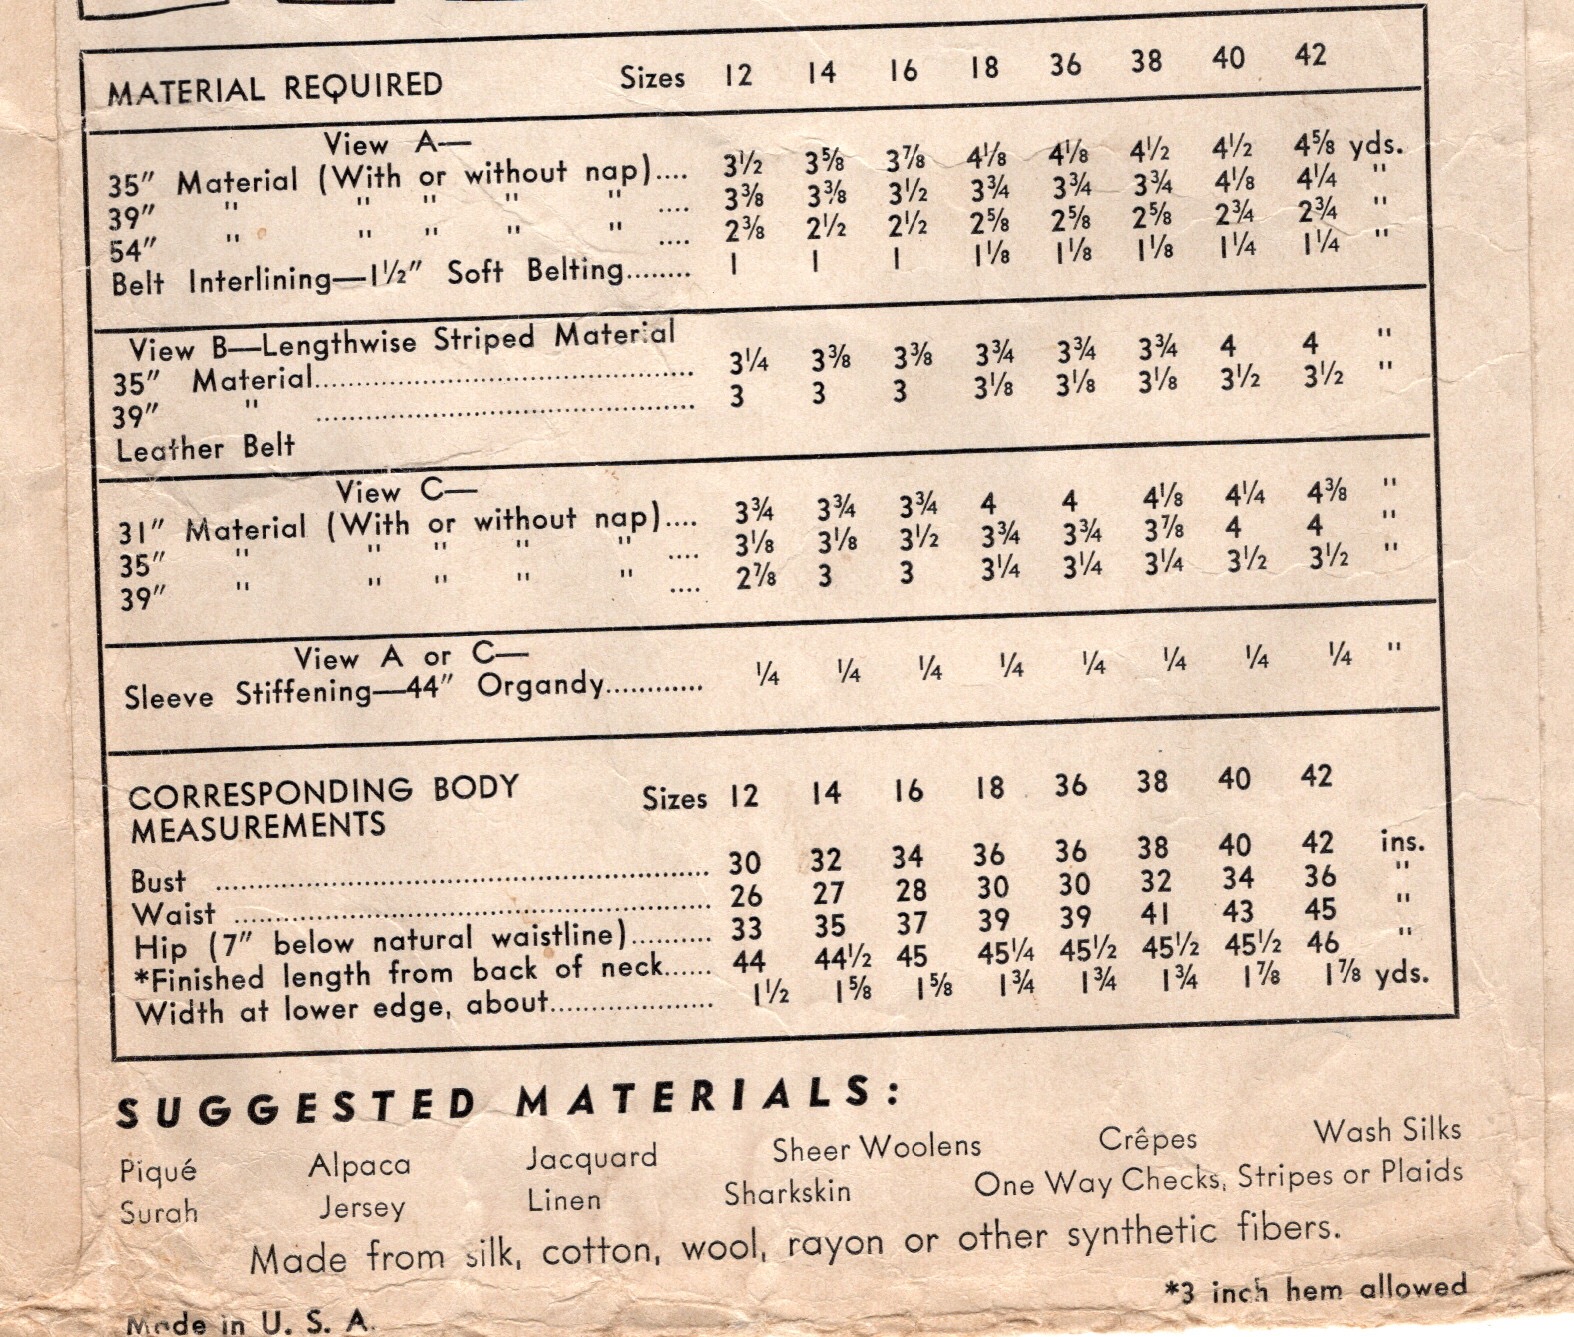 MATERIAL REQUIRED Sizes 12 14 16 18 36 38 40 42
View A—
35" Material (With or without nap).... 3½ 3⅝ 3⅞ 4⅛ 4⅛ 4½ 4½ 4⅝ yds.
39" " " " " " .... 3⅜ 3⅜ 3½ 3¾ 3¾ 3¾ 4⅛ 4¼ "
54" " " " " " .... 2⅜ 2½ 2½ 2⅝ 2⅝ 2⅝ 2¾ 2¾ "
Belt Interlining—1½" Soft Belting........ 1 1 1 1⅛ 1⅛ 1⅛ 1¼ 1¼ "
View B—Lengthwise Striped Material
35" Material.................................................... 3¼ 3⅜ 3⅜ 3¾ 3¾ 3¾ 4 4 "
39" " .................................................... 3 3 3 3⅛ 3⅛ 3⅛ 3½ 3½ "
Leather Belt
View C—
31" Material (With or without nap).... 3¾ 3¾ 3¾ 4 4 4⅛ 4¼ 4⅜ "
35" " " " " " .... 3⅛ 3⅛ 3½ 3¾ 3¾ 3⅞ 4 4 "
39" " " " " " .... 2⅞ 3 3 3¼ 3¼ 3¼ 3½ 3½ "
View A or C—
Sleeve Stiffening—44" Organdy............ ¼ ¼ ¼ ¼ ¼ ¼ ¼ ¼ "
CORRESPONDING BODY Sizes 12 14 16 18 36 38 40 42
MEASUREMENTS
Bust .................................................................... 30 32 34 36 36 38 40 42 ins.
Waist .................................................................. 26 27 28 30 30 32 34 36 "
Hip (7" below natural waistline).......... 33 35 37 39 39 41 43 45 "
*Finished length from back of neck...... 44 44½ 45 45¼ 45½ 45½ 45½ 46 "
Width at lower edge, about.................... 1½ 1⅝ 1⅝ 1¾ 1¾ 1¾ 1⅞ 1⅞ yds.
SUGGESTED MATERIALS:
Piqué Alpaca Jacquard Sheer Woolens Crêpes Wash Silks
Surah Jersey Linen Sharkskin One Way Checks, Stripes or Plaids
Made from silk, cotton, wool, rayon or other synthetic fibers.
*3 inch hem allowed
Made in U. S. A.